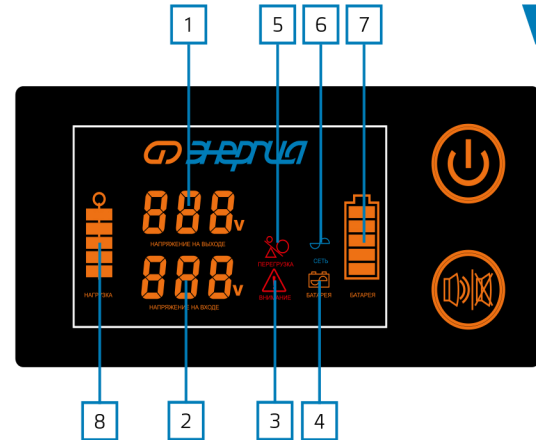 1 5 6 7
энергия
888v
НАПРЯЖЕНИЕ НА ВЫХОДЕ
ПЕРЕГРУЗКА СЕТЬ
888v
НАГРУЗКА ВНИМАНИЕ БАТАРЕЯ БАТАРЕЯ
НАПРЯЖЕНИЕ НА ВХОДЕ
8 2 3 4